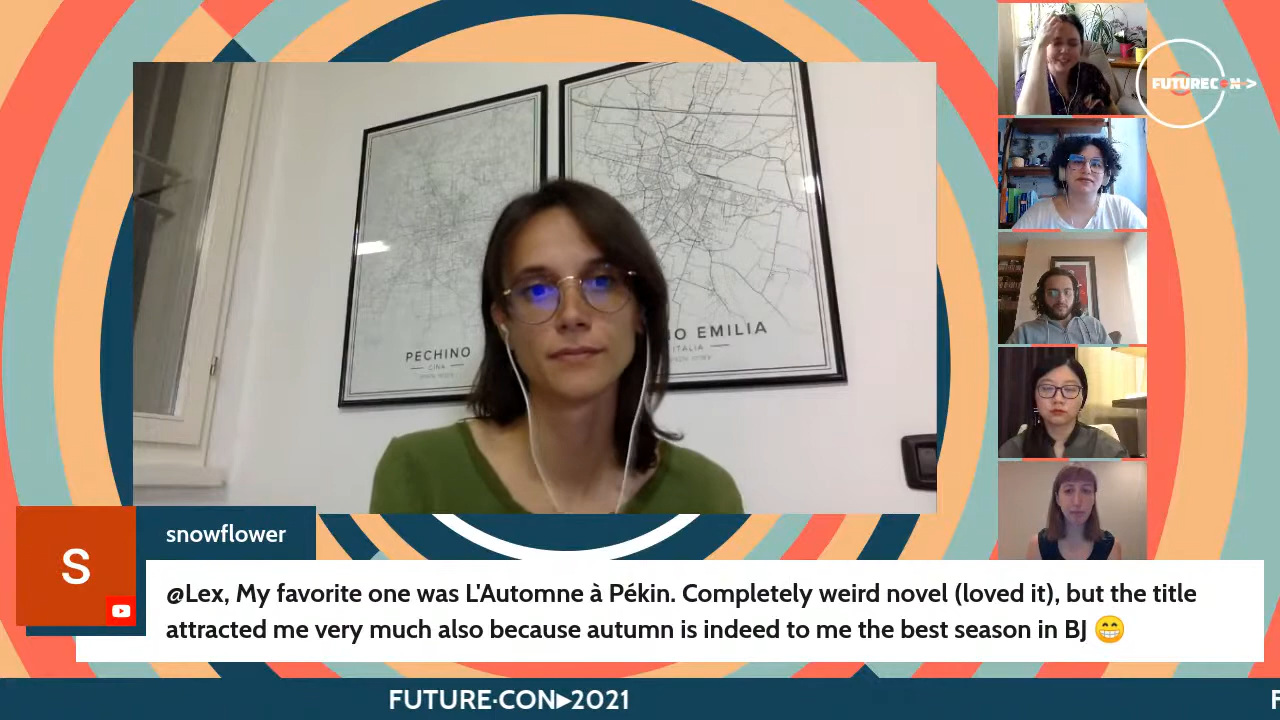 FUTURECON->
PECHINO
CINA
IO EMILIA
ITALIA
S
snowflower
@Lex, My favorite one was L'Automne à Pékin. Completely weird novel (loved it), but the title
attracted me very much also because autumn is indeed to me the best season in BJ 😁
FUTURE·CON▶2021
F